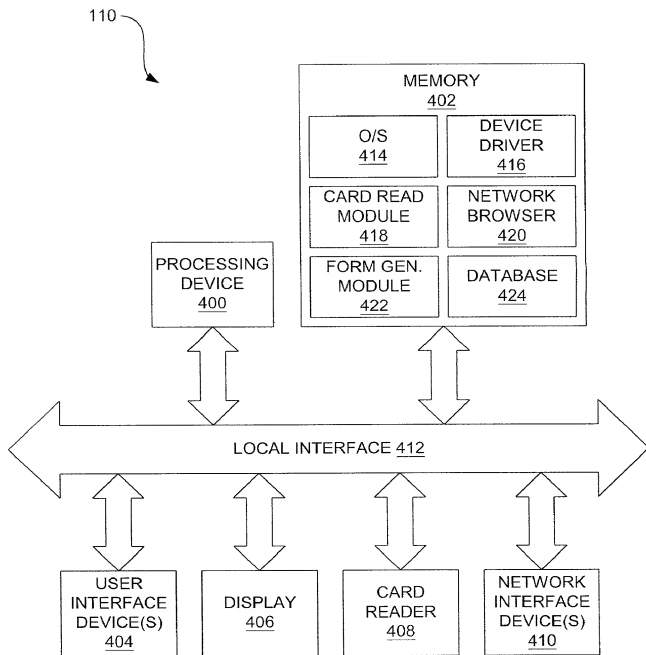 110
MEMORY
402
O/S
414
DEVICE
DRIVER
416
CARD READ
MODULE
418
NETWORK
BROWSER
420
FORM GEN.
MODULE
422
DATABASE
424
PROCESSING
DEVICE
400
LOCAL INTERFACE 412
USER
INTERFACE
DEVICE(S)
404
DISPLAY
406
CARD
READER
408
NETWORK
INTERFACE
DEVICE(S)
410